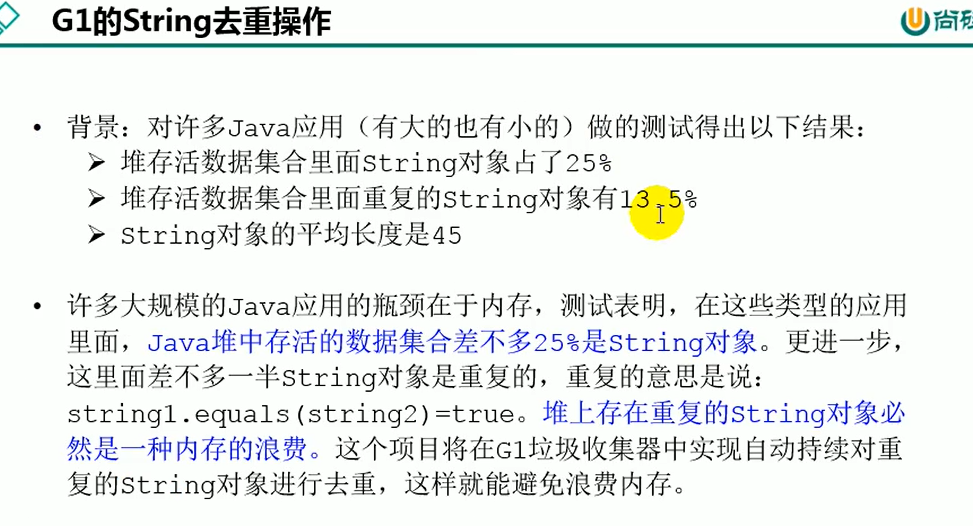 G1的String去重操作
尚硅
• 背景：对许多Java应用（有大的也有小的）做的测试得出以下结果：
➢ 堆存活数据集合里面String对象占了25%
➢ 堆存活数据集合里面重复的String对象有13.5%
➢ String对象的平均长度是45
• 许多大规模的Java应用的瓶颈在于内存，测试表明，在这些类型的应用
里面，Java堆中存活的数据集合差不多25%是String对象。更进一步，
这里面差不多一半String对象是重复的，重复的意思是说：
string1.equals(string2)=true。堆上存在重复的String对象必
然是一种内存的浪费。这个项目将在G1垃圾收集器中实现自动持续对重
复的String对象进行去重，这样就能避免浪费内存。